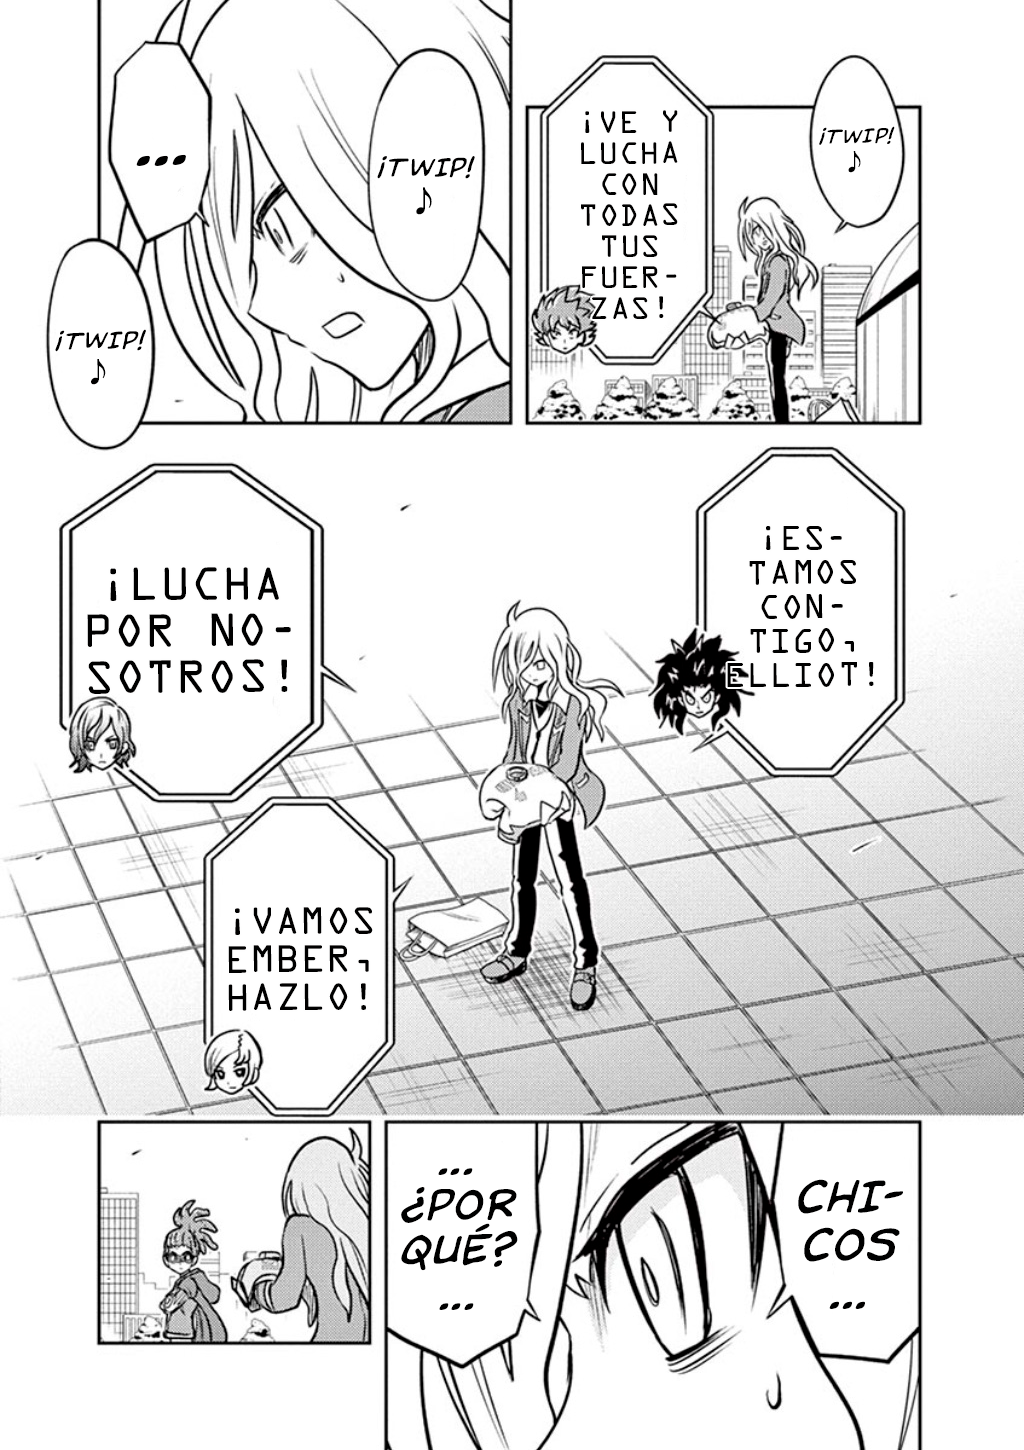 ¡TWIP!
♪
¡VE Y
LUCHA
CON
TODAS
TUS
FUER-
ZAS!
¡TWIP!
♪
...
¡TWIP!
♪
¡ES-
TAMOS
CON-
TIGO,
ELLIOT!
¡LUCHA
POR NO-
SOTROS!
¡VAMOS
EMBER,
HAZLO!
CHI-
COS
...
...
¿POR
QUÉ?
...